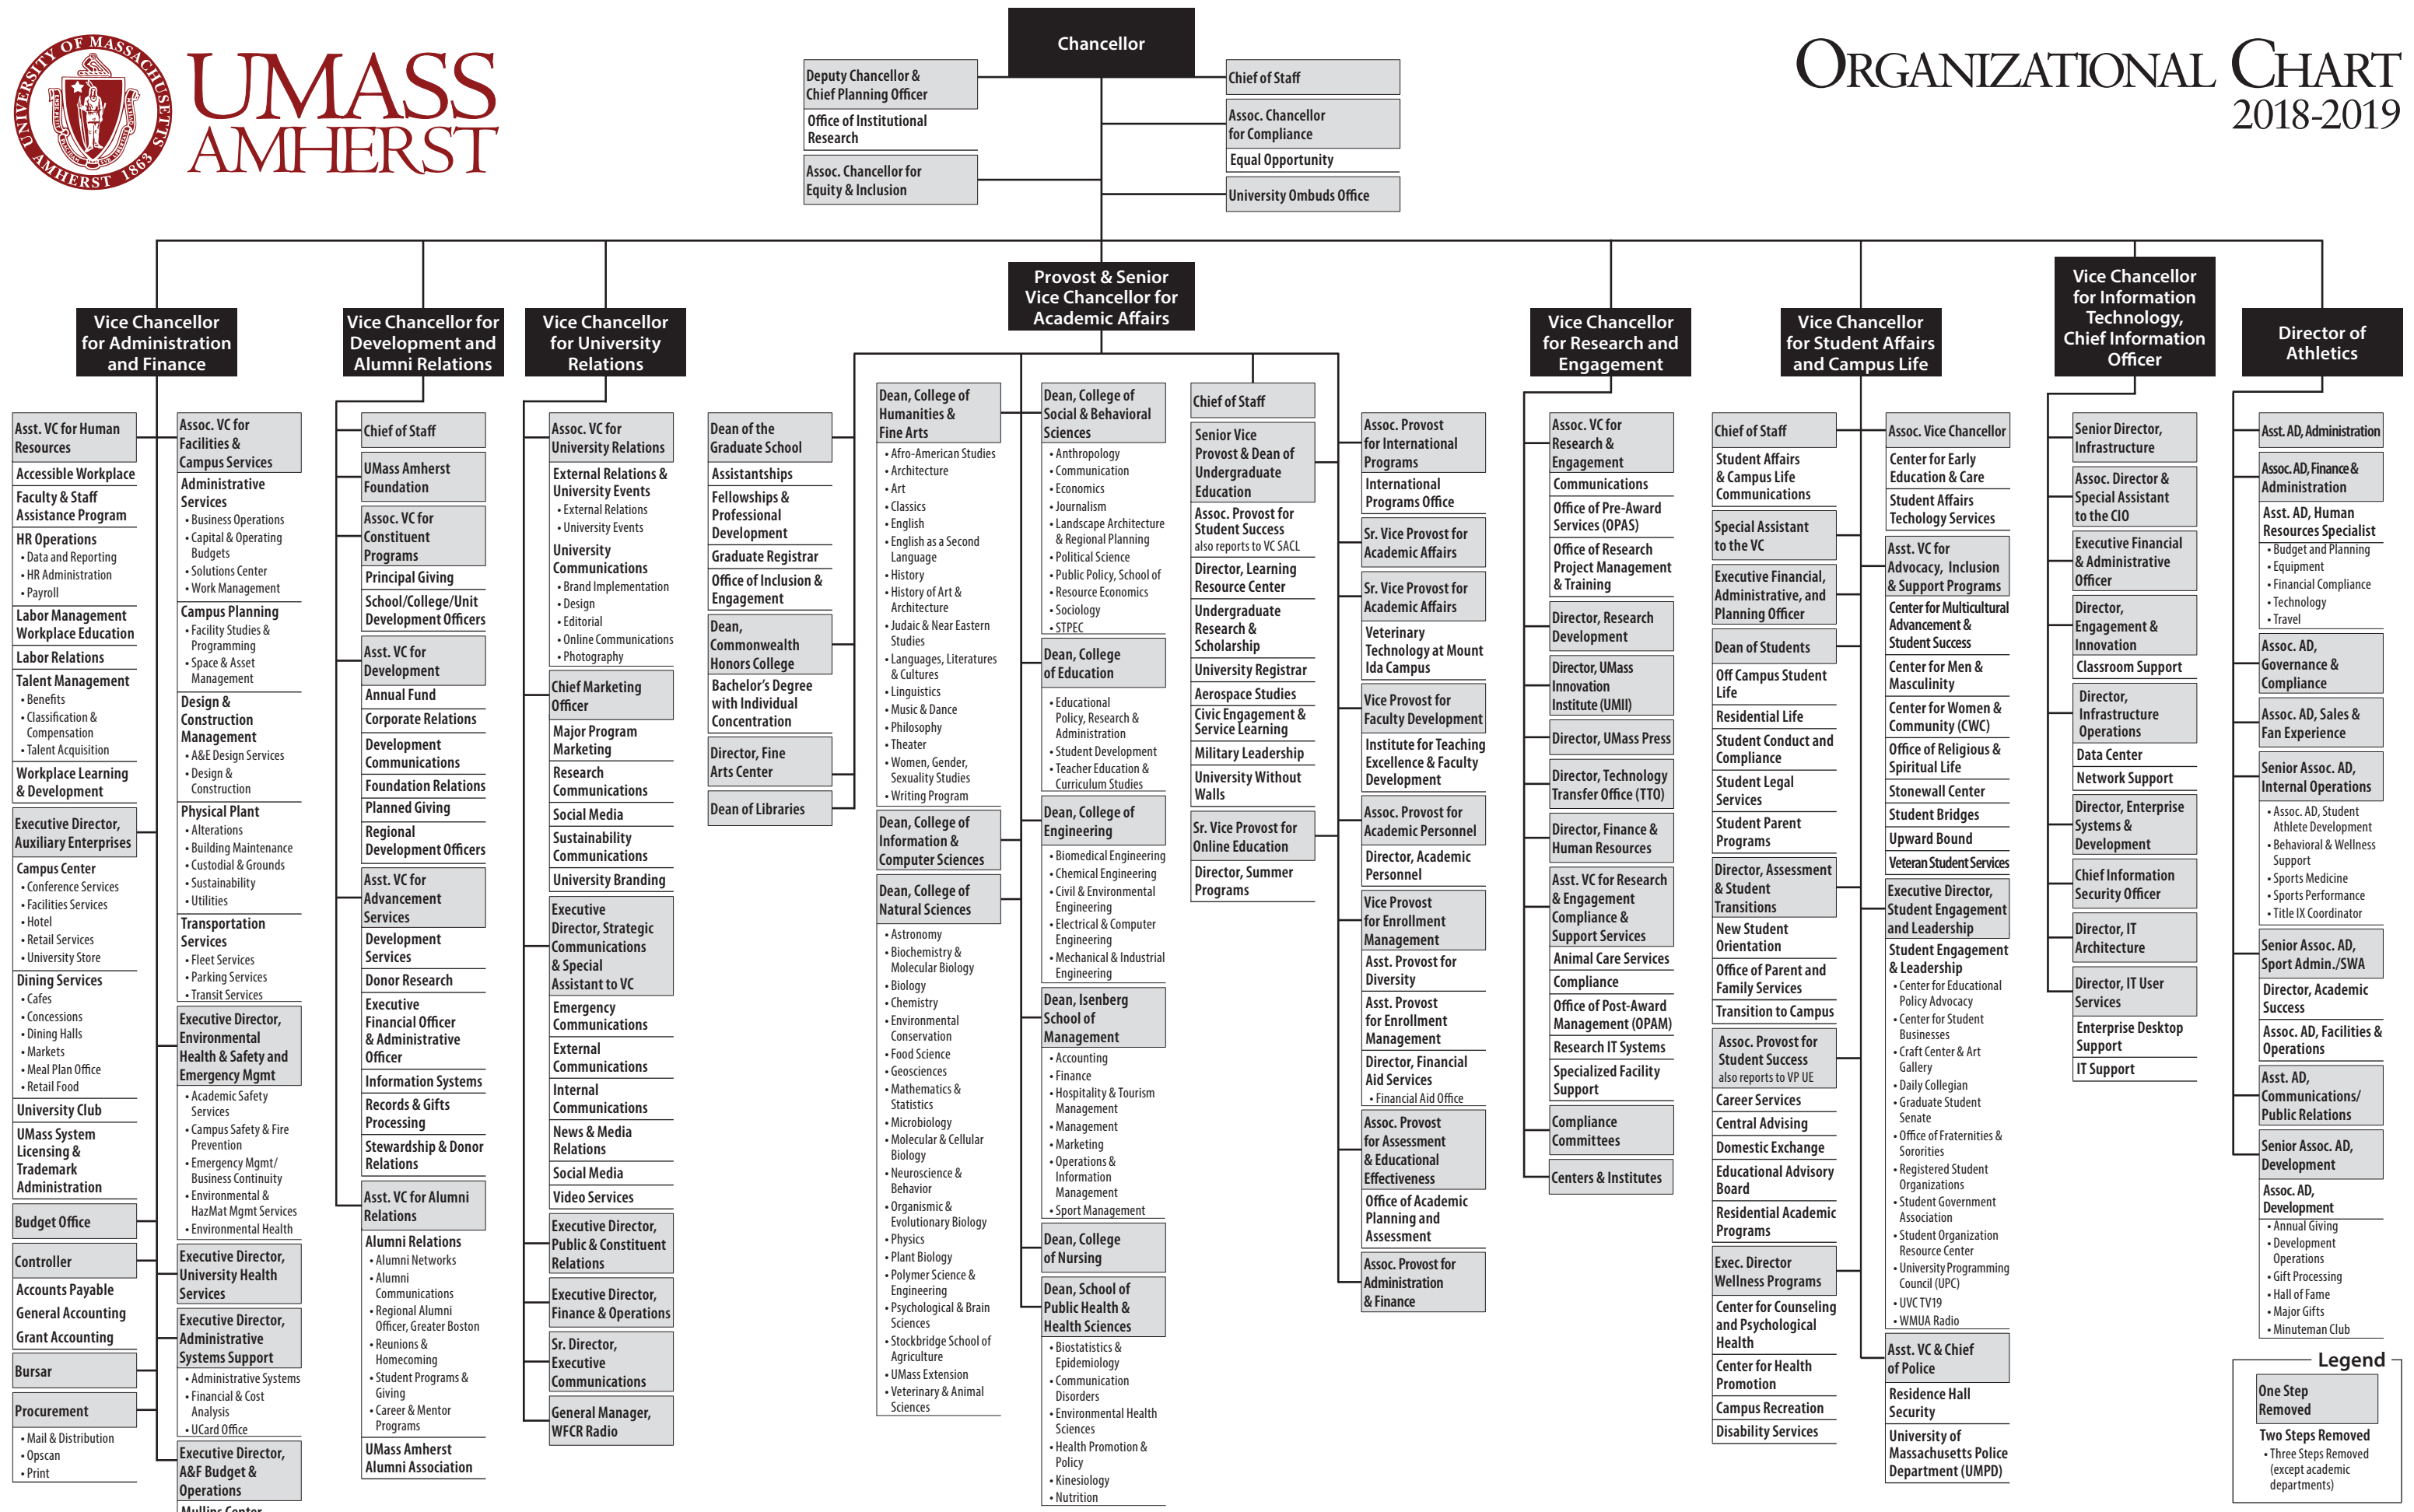 UNIVERSITY OF MASSACHUSETTS AMHERST 1863
UMASS
AMHERST
ORGANIZATIONAL CHART
2018-2019
Chancellor
Deputy Chancellor &
Chief Planning Officer
Office of Institutional
Research
Assoc. Chancellor for
Equity & Inclusion
Chief of Staff
Assoc. Chancellor
for Compliance
Equal Opportunity
University Ombuds Office
Vice Chancellor
for Administration
and Finance
Asst. VC for Human
Resources
Accessible Workplace
Faculty & Staff
Assistance Program
HR Operations
• Data and Reporting
• HR Administration
• Payroll
Labor Management
Workplace Education
Labor Relations
Talent Management
• Benefits
• Classification &
Compensation
• Talent Acquisition
Workplace Learning
& Development
Executive Director,
Auxiliary Enterprises
Campus Center
• Conference Services
• Facilities Services
• Hotel
• Retail Services
• University Store
Dining Services
• Cafes
• Concessions
• Dining Halls
• Markets
• Meal Plan Office
• Retail Food
University Club
UMass System
Licensing &
Trademark
Administration
Budget Office
Controller
Accounts Payable
General Accounting
Grant Accounting
Bursar
Procurement
• Mail & Distribution
• Opscan
• Print
Assoc. VC for
Facilities &
Campus Services
Administrative
Services
• Business Operations
• Capital & Operating
Budgets
• Solutions Center
• Work Management
Campus Planning
• Facility Studies &
Programming
• Space & Asset
Management
Design &
Construction
Management
• A&E Design Services
• Design &
Construction
Physical Plant
• Alterations
• Building Maintenance
• Custodial & Grounds
• Sustainability
• Utilities
Transportation
Services
• Fleet Services
• Parking Services
• Transit Services
Executive Director,
Environmental
Health & Safety and
Emergency Mgmt
• Academic Safety
Services
• Campus Safety & Fire
Prevention
• Emergency Mgmt/
Business Continuity
• Environmental &
HazMat Mgmt Services
• Environmental Health
Executive Director,
University Health
Services
Executive Director,
Administrative
Systems Support
• Administrative Systems
• Financial & Cost
Analysis
• UCard Office
Executive Director,
A&F Budget &
Operations
Mullins Center
Vice Chancellor for
Development and
Alumni Relations
Chief of Staff
UMass Amherst
Foundation
Assoc. VC for
Constituent
Programs
Principal Giving
School/College/Unit
Development Officers
Asst. VC for
Development
Annual Fund
Corporate Relations
Development
Communications
Foundation Relations
Planned Giving
Regional
Development Officers
Asst. VC for
Advancement
Services
Development
Services
Donor Research
Executive
Financial Officer
& Administrative
Officer
Information Systems
Records & Gifts
Processing
Stewardship & Donor
Relations
Asst. VC for Alumni
Relations
Alumni Relations
• Alumni Networks
• Alumni
Communications
• Regional Alumni
Officer, Greater Boston
• Reunions &
Homecoming
• Student Programs &
Giving
• Career & Mentor
Programs
UMass Amherst
Alumni Association
Vice Chancellor
for University
Relations
Assoc. VC for
University Relations
External Relations &
University Events
• External Relations
• University Events
University
Communications
• Brand Implementation
• Design
• Editorial
• Online Communications
• Photography
Chief Marketing
Officer
Major Program
Marketing
Research
Communications
Social Media
Sustainability
Communications
University Branding
Executive
Director, Strategic
Communications
& Special
Assistant to VC
Emergency
Communications
External
Communications
Internal
Communications
News & Media
Relations
Social Media
Video Services
Executive Director,
Public & Constituent
Relations
Executive Director,
Finance & Operations
Sr. Director,
Executive
Communications
General Manager,
WFCR Radio
Provost & Senior
Vice Chancellor for
Academic Affairs
Dean of the
Graduate School
Assistantships
Fellowships &
Professional
Development
Graduate Registrar
Office of Inclusion &
Engagement
Dean,
Commonwealth
Honors College
Bachelor's Degree
with Individual
Concentration
Director, Fine
Arts Center
Dean of Libraries
Dean, College of
Humanities &
Fine Arts
• Afro-American Studies
• Architecture
• Art
• Classics
• English
• English as a Second
Language
• History
• History of Art &
Architecture
• Judaic & Near Eastern
Studies
• Languages, Literatures
& Cultures
• Linguistics
• Music & Dance
• Philosophy
• Theater
• Women, Gender,
Sexuality Studies
• Writing Program
Dean, College of
Information &
Computer Sciences
Dean, College of
Natural Sciences
• Astronomy
• Biochemistry &
Molecular Biology
• Biology
• Chemistry
• Environmental
Conservation
• Food Science
• Geosciences
• Mathematics &
Statistics
• Microbiology
• Molecular & Cellular
Biology
• Neuroscience &
Behavior
• Organismic &
Evolutionary Biology
• Physics
• Plant Biology
• Polymer Science &
Engineering
• Psychological & Brain
Sciences
• Stockbridge School of
Agriculture
• UMass Extension
• Veterinary & Animal
Sciences
Dean, College of
Social & Behavioral
Sciences
• Anthropology
• Communication
• Economics
• Journalism
• Landscape Architecture
& Regional Planning
• Political Science
• Public Policy, School of
• Resource Economics
• Sociology
• STPEC
Dean, College
of Education
• Educational
Policy, Research &
Administration
• Student Development
• Teacher Education &
Curriculum Studies
Dean, College of
Engineering
• Biomedical Engineering
• Chemical Engineering
• Civil & Environmental
Engineering
• Electrical & Computer
Engineering
• Mechanical & Industrial
Engineering
Dean, Isenberg
School of
Management
• Accounting
• Finance
• Hospitality & Tourism
Management
• Management
• Marketing
• Operations &
Information
Management
• Sport Management
Dean, College
of Nursing
Dean, School of
Public Health &
Health Sciences
• Biostatistics &
Epidemiology
• Communication
Disorders
• Environmental Health
Sciences
• Health Promotion &
Policy
• Kinesiology
• Nutrition
Chief of Staff
Senior Vice
Provost & Dean of
Undergraduate
Education
Assoc. Provost for
Student Success
also reports to VC SACL
Director, Learning
Resource Center
Undergraduate
Research &
Scholarship
University Registrar
Aerospace Studies
Civic Engagement &
Service Learning
Military Leadership
University Without
Walls
Sr. Vice Provost for
Online Education
Director, Summer
Programs
Assoc. Provost
for International
Programs
International
Programs Office
Sr. Vice Provost for
Academic Affairs
Sr. Vice Provost for
Academic Affairs
Veterinary
Technology at Mount
Ida Campus
Vice Provost for
Faculty Development
Institute for Teaching
Excellence & Faculty
Development
Assoc. Provost for
Academic Personnel
Director, Academic
Personnel
Vice Provost
for Enrollment
Management
Asst. Provost for
Diversity
Asst. Provost
for Enrollment
Management
Director, Financial
Aid Services
• Financial Aid Office
Assoc. Provost
for Assessment
& Educational
Effectiveness
Office of Academic
Planning and
Assessment
Assoc. Provost for
Administration
& Finance
Vice Chancellor
for Research and
Engagement
Assoc. VC for
Research &
Engagement
Communications
Office of Pre-Award
Services (OPAS)
Office of Research
Project Management
& Training
Director, Research
Development
Director, UMass
Innovation
Institute (UMII)
Director, UMass Press
Director, Technology
Transfer Office (TTO)
Director, Finance &
Human Resources
Asst. VC for Research
& Engagement
Compliance &
Support Services
Animal Care Services
Compliance
Office of Post-Award
Management (OPAM)
Research IT Systems
Specialized Facility
Support
Compliance
Committees
Centers & Institutes
Vice Chancellor
for Student Affairs
and Campus Life
Chief of Staff
Student Affairs
& Campus Life
Communications
Special Assistant
to the VC
Executive Financial,
Administrative, and
Planning Officer
Dean of Students
Off Campus Student
Life
Residential Life
Student Conduct and
Compliance
Student Legal
Services
Student Parent
Programs
Director, Assessment
& Student
Transitions
New Student
Orientation
Office of Parent and
Family Services
Transition to Campus
Assoc. Provost for
Student Success
also reports to VP UE
Career Services
Central Advising
Domestic Exchange
Educational Advisory
Board
Residential Academic
Programs
Exec. Director
Wellness Programs
Center for Counseling
and Psychological
Health
Center for Health
Promotion
Campus Recreation
Disability Services
Assoc. Vice Chancellor
Center for Early
Education & Care
Student Affairs
Techology Services
Asst. VC for
Advocacy, Inclusion
& Support Programs
Center for Multicultural
Advancement &
Student Success
Center for Men &
Masculinity
Center for Women &
Community (CWC)
Office of Religious &
Spiritual Life
Stonewall Center
Student Bridges
Upward Bound
Veteran Student Services
Executive Director,
Student Engagement
and Leadership
Student Engagement
& Leadership
• Center for Educational
Policy Advocacy
• Center for Student
Businesses
• Craft Center & Art
Gallery
• Daily Collegian
• Graduate Student
Senate
• Office of Fraternities &
Sororities
• Registered Student
Organizations
• Student Government
Association
• Student Organization
Resource Center
• University Programming
Council (UPC)
• UVC TV19
• WMUA Radio
Asst. VC & Chief
of Police
Residence Hall
Security
University of
Massachusetts Police
Department (UMPD)
Vice Chancellor
for Information
Technology,
Chief Information
Officer
Senior Director,
Infrastructure
Assoc. Director &
Special Assistant
to the CIO
Executive Financial
& Administrative
Officer
Director,
Engagement &
Innovation
Classroom Support
Director,
Infrastructure
Operations
Data Center
Network Support
Director, Enterprise
Systems &
Development
Chief Information
Security Officer
Director, IT
Architecture
Director, IT User
Services
Enterprise Desktop
Support
IT Support
Director of
Athletics
Asst. AD, Administration
Assoc. AD, Finance &
Administration
Asst. AD, Human
Resources Specialist
• Budget and Planning
• Equipment
• Financial Compliance
• Technology
• Travel
Assoc. AD,
Governance &
Compliance
Assoc. AD, Sales &
Fan Experience
Senior Assoc. AD,
Internal Operations
• Assoc. AD, Student
Athlete Development
• Behavioral & Wellness
Support
• Sports Medicine
• Sports Performance
• Title IX Coordinator
Senior Assoc. AD,
Sport Admin./SWA
Director, Academic
Success
Assoc. AD, Facilities &
Operations
Asst. AD,
Communications/
Public Relations
Senior Assoc. AD,
Development
Assoc. AD,
Development
• Annual Giving
• Development
Operations
• Gift Processing
• Hall of Fame
• Major Gifts
• Minuteman Club
Legend
One Step
Removed
Two Steps Removed
• Three Steps Removed
(except academic
departments)